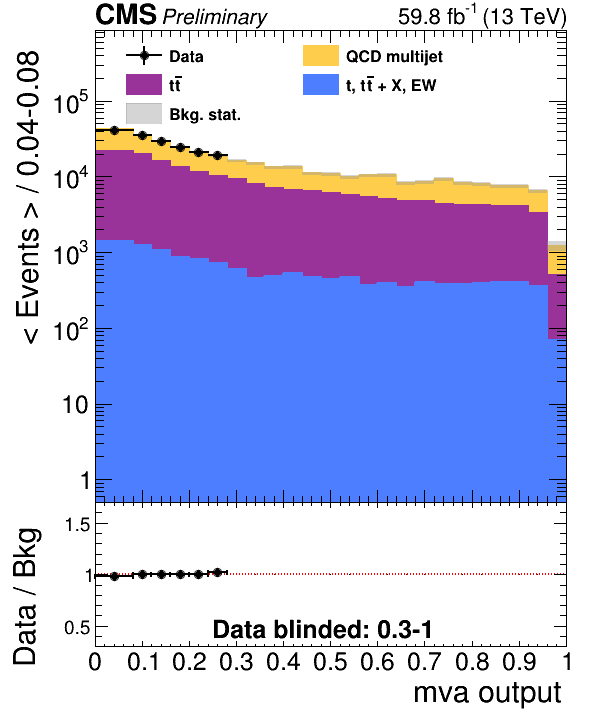 CMS Preliminary 59.8 fb⁻¹ (13 TeV)
Data QCD multijet
tt̅ t, tt̅ + X, EW
Bkg. stat.
< Events > / 0.04-0.08
10⁵
10⁴
10³
10²
10
1
Data / Bkg
1.5
1
0.5
Data blinded: 0.3-1
0 0.1 0.2 0.3 0.4 0.5 0.6 0.7 0.8 0.9 1
mva output